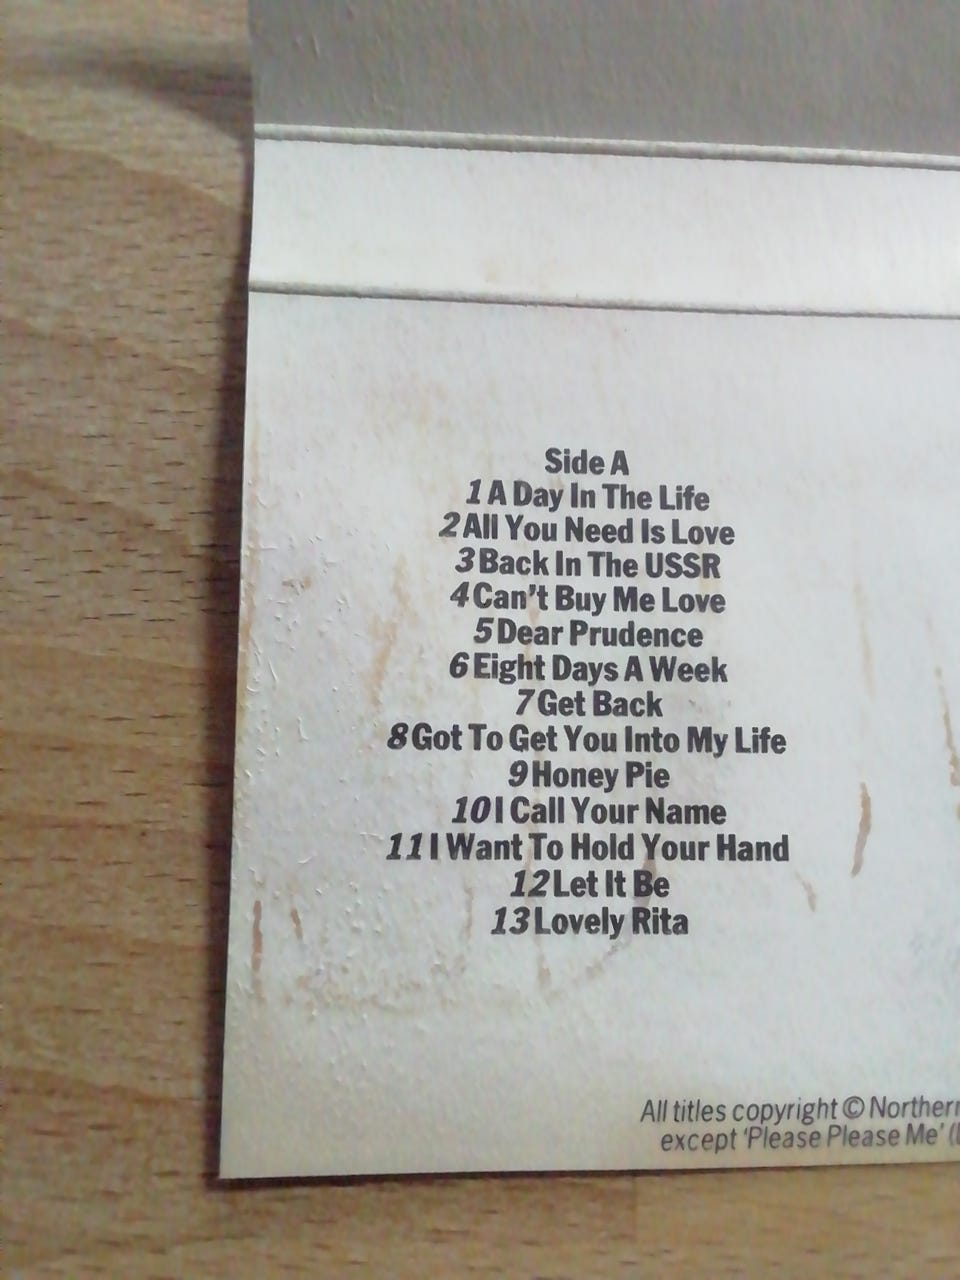 Side A
1 A Day In The Life
2 All You Need Is Love
3 Back In The USSR
4 Can't Buy Me Love
5 Dear Prudence
6 Eight Days A Week
7 Get Back
8 Got To Get You Into My Life
9 Honey Pie
10 I Call Your Name
11 I Want To Hold Your Hand
12 Let It Be
13 Lovely Rita
All titles copyright © Northern
except 'Please Please Me' (